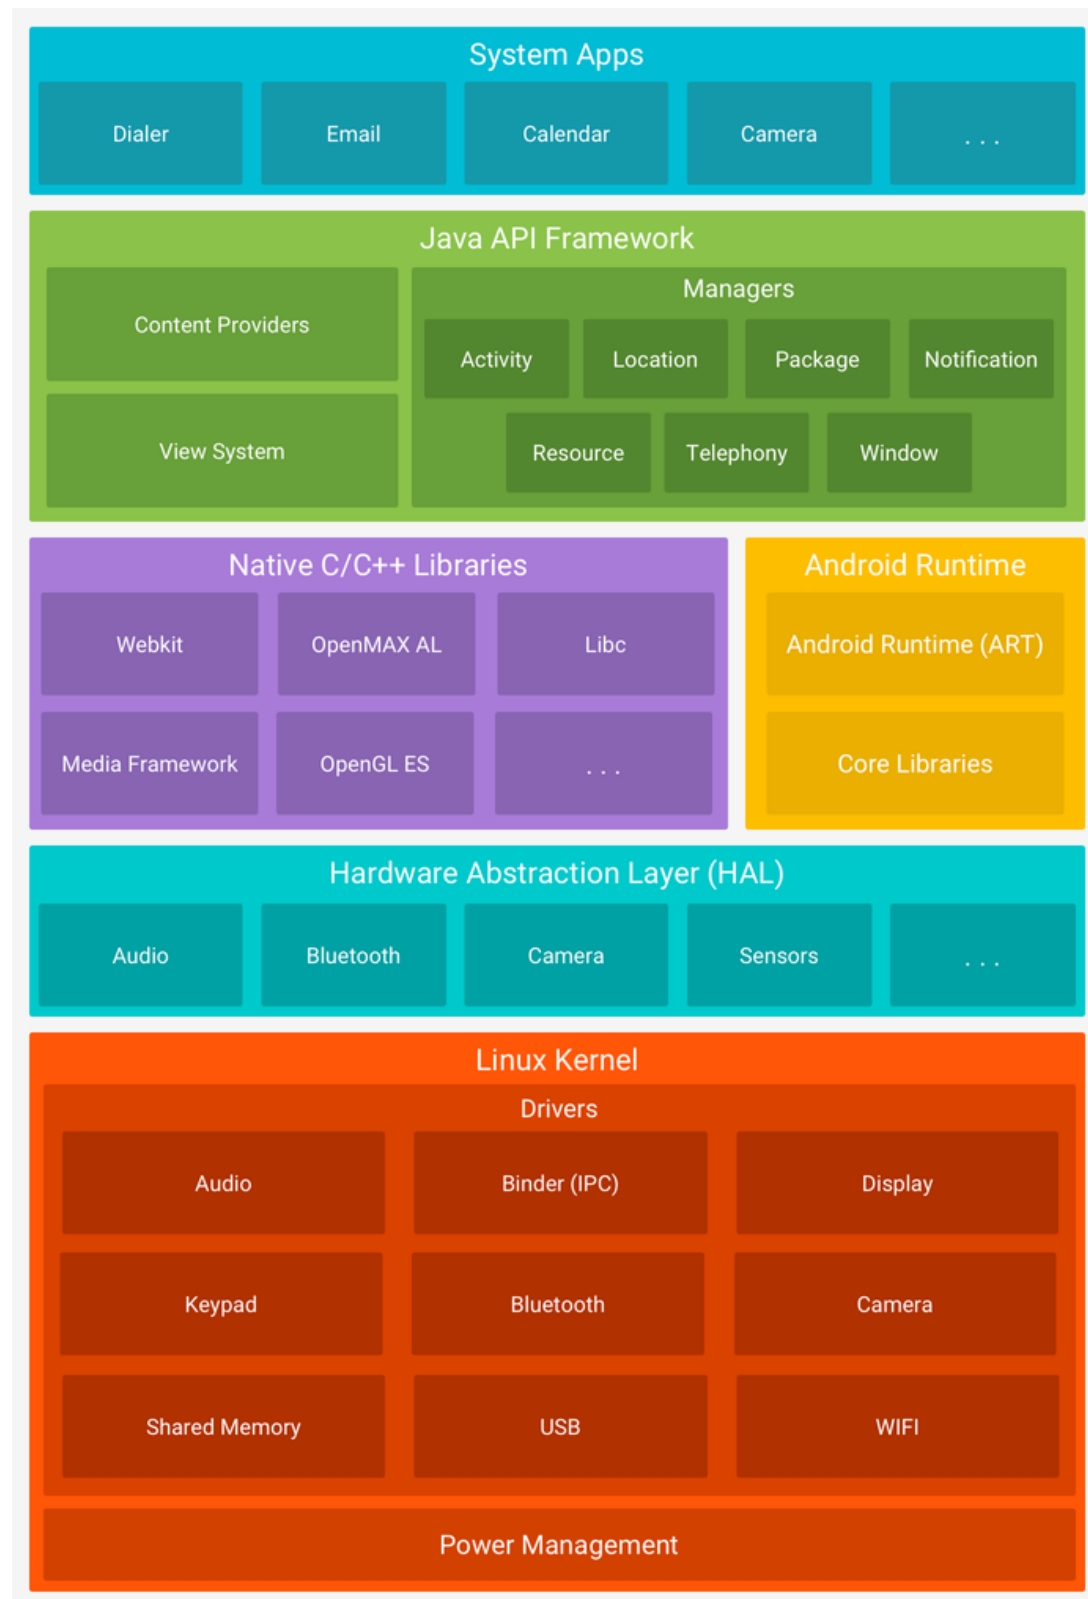 System Apps
Dialer Email Calendar Camera . . .
Java API Framework
Content Providers
View System
Managers
Activity Location Package Notification
Resource Telephony Window
Native C/C++ Libraries
Webkit OpenMAX AL Libc
Media Framework OpenGL ES . . .
Android Runtime
Android Runtime (ART)
Core Libraries
Hardware Abstraction Layer (HAL)
Audio Bluetooth Camera Sensors . . .
Linux Kernel
Drivers
Audio Binder (IPC) Display
Keypad Bluetooth Camera
Shared Memory USB WIFI
Power Management